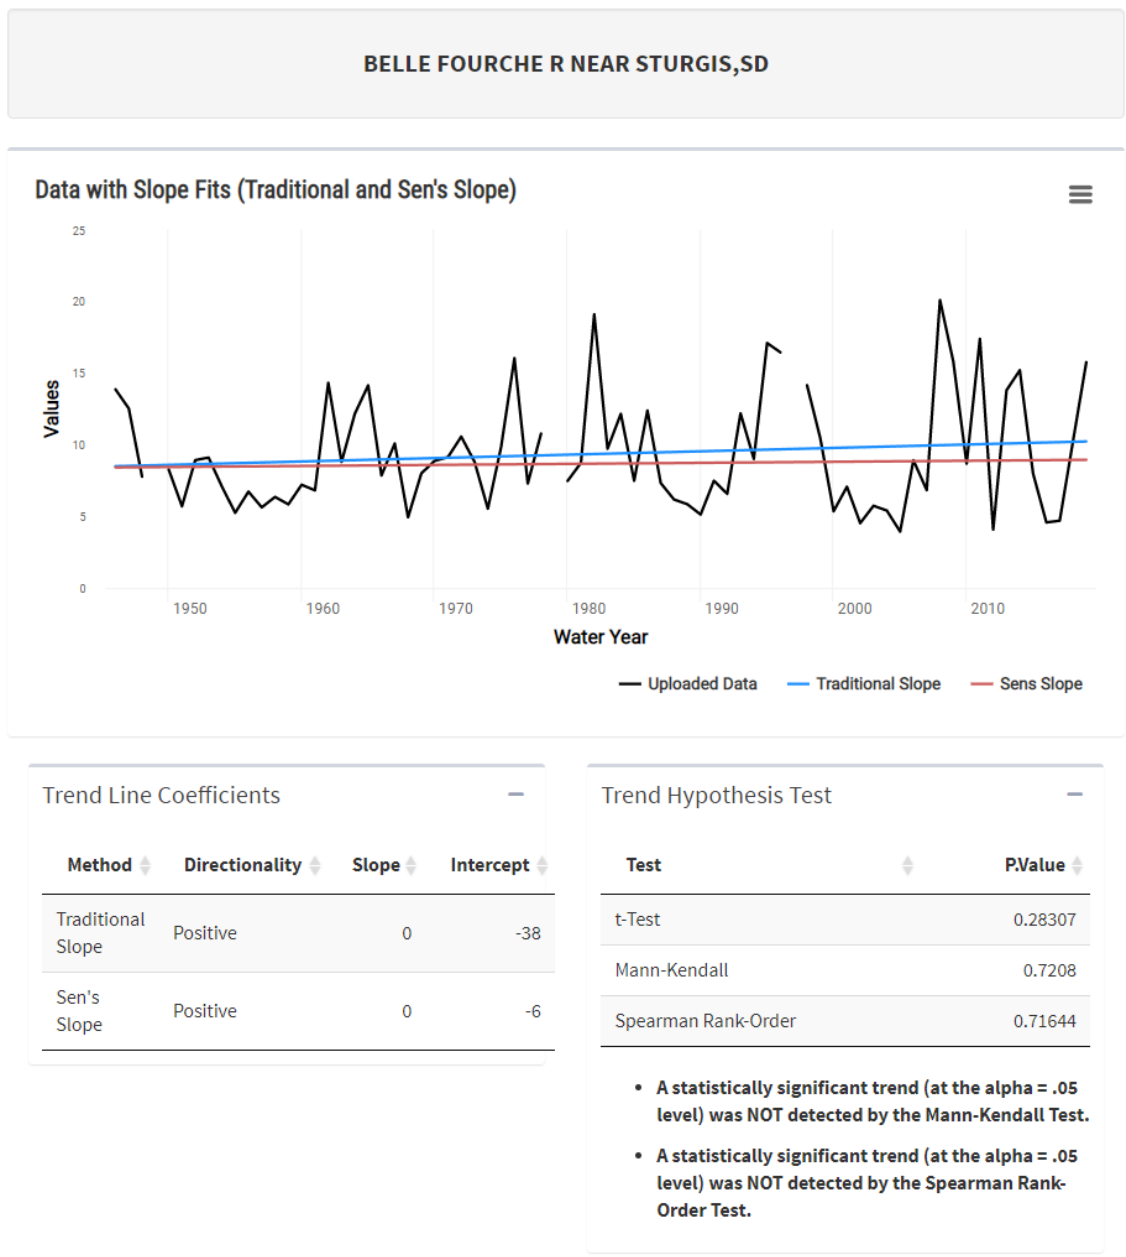 BELLE FOURCHE R NEAR STURGIS,SD
Data with Slope Fits (Traditional and Sen's Slope)
25
20
15
10
5
0
Values
1950 1960 1970 1980 1990 2000 2010
Water Year
Uploaded Data Traditional Slope Sens Slope
Trend Line Coefficients
Method Directionality Slope Intercept
Traditional
Slope
Positive 0 -38
Sen's
Slope
Positive 0 -6
Trend Hypothesis Test
Test P.Value
t-Test 0.28307
Mann-Kendall 0.7208
Spearman Rank-Order 0.71644
• A statistically significant trend (at the alpha = .05
level) was NOT detected by the Mann-Kendall Test.
• A statistically significant trend (at the alpha = .05
level) was NOT detected by the Spearman Rank-
Order Test.